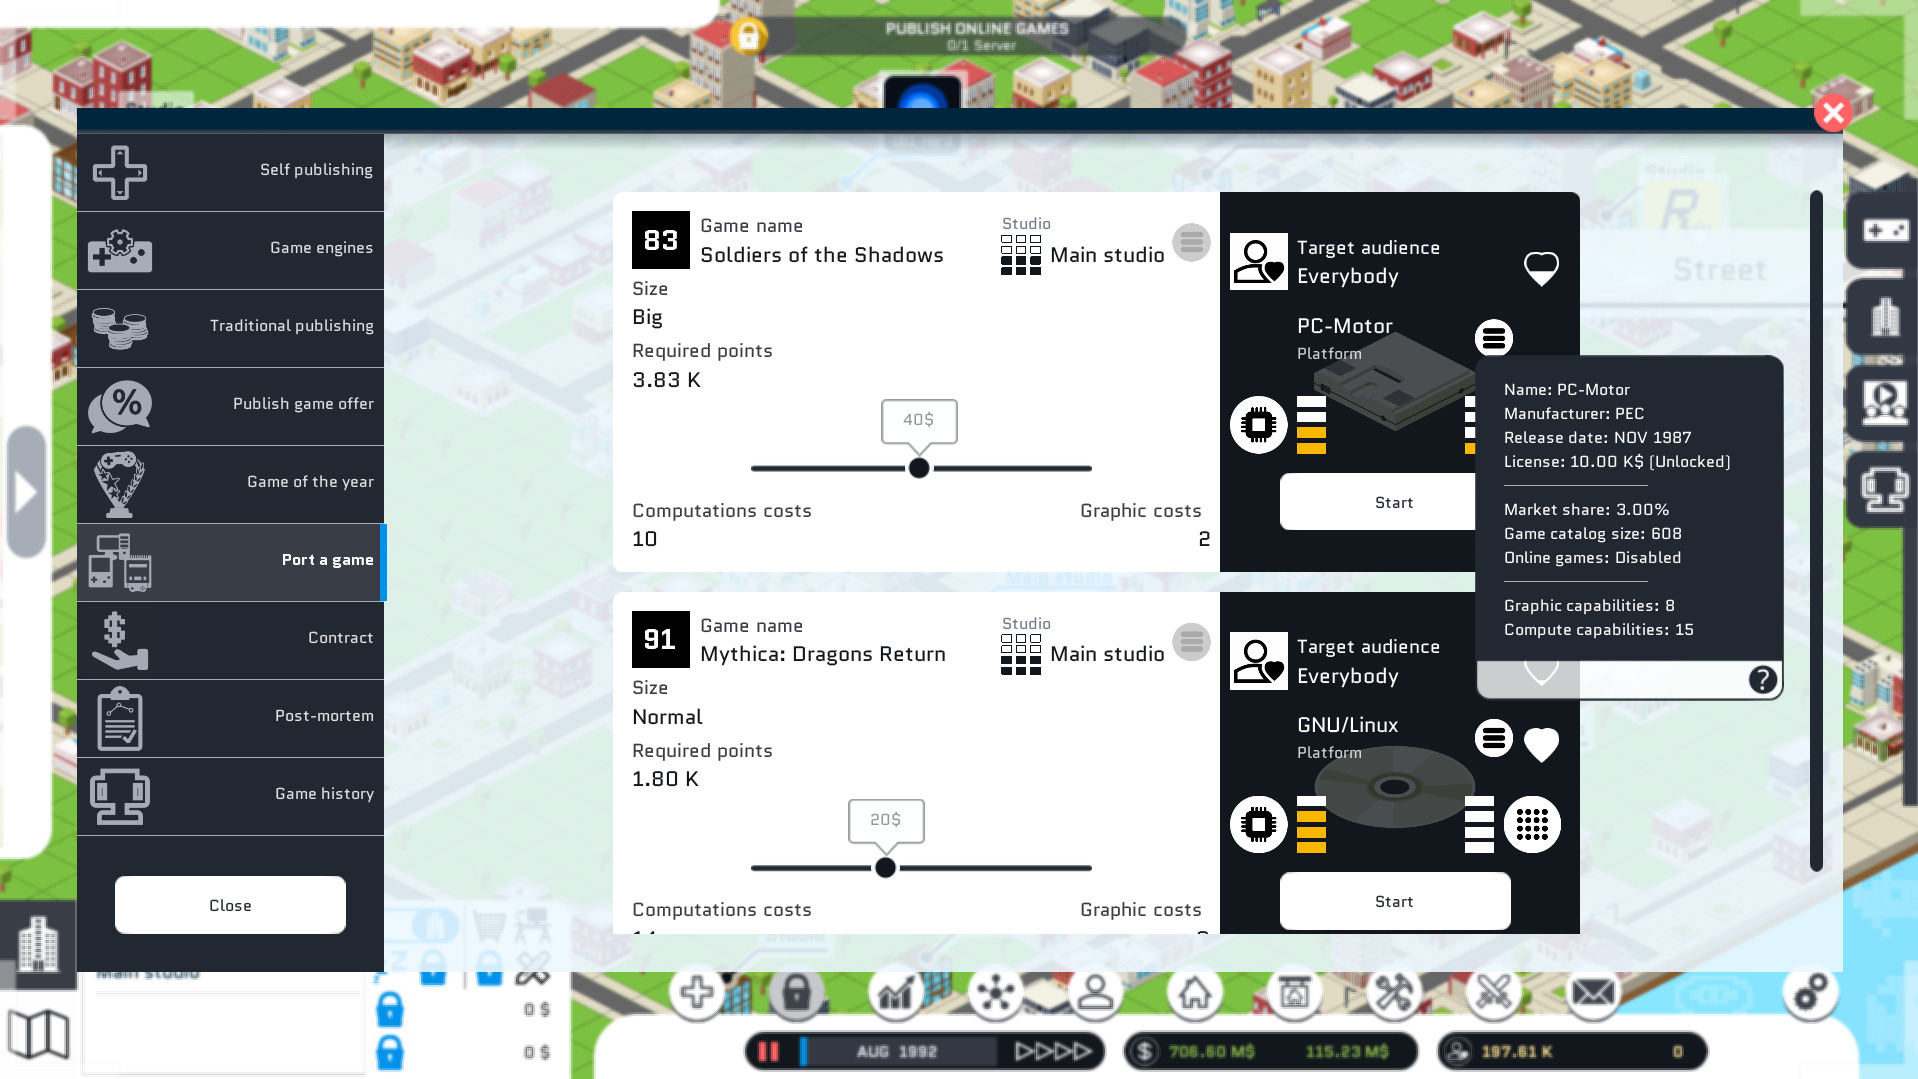 PUBLISH ONLINE GAMES
0/1 Server
Self publishing
Game engines
Traditional publishing
Publish game offer
Game of the year
Port a game
Contract
Post-mortem
Game history
Close
83
Game name
Soldiers of the Shadows
Studio
Main studio
Size
Big
Required points
3.83 K
40$
Computations costs
10
Graphic costs
2
Target audience
Everybody
PC-Motor
Platform
Start
Name: PC-Motor
Manufacturer: PEC
Release date: NOV 1987
License: 10.00 K$ (Unlocked)
Market share: 3.00%
Game catalog size: 608
Online games: Disabled
Graphic capabilities: 8
Compute capabilities: 15
?
91
Game name
Mythica: Dragons Return
Studio
Main studio
Size
Normal
Required points
1.80 K
20$
Computations costs
Graphic costs
Target audience
Everybody
GNU/Linux
Platform
Start
Studio
R
Street
Main studio
Studio
Main studio
0 $
0 $
AUG 1992
706.60 M$
115.23 M$
197.61 K
0